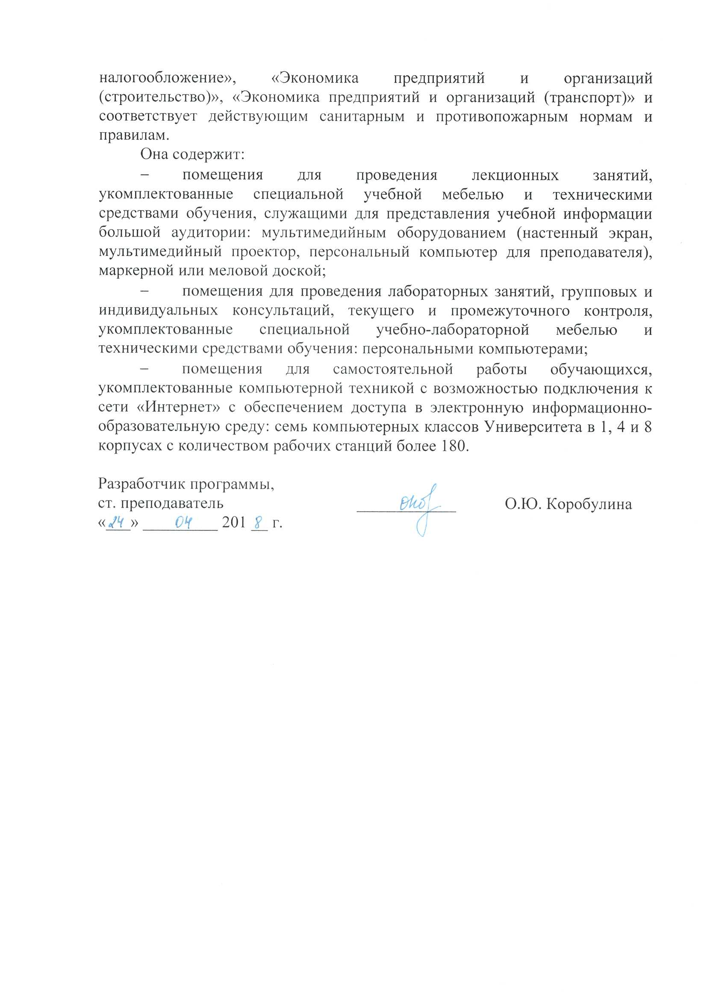 налогообложение», «Экономика предприятий и организаций
(строительство)», «Экономика предприятий и организаций (транспорт)» и
соответствует действующим санитарным и противопожарным нормам и
правилам.
Она содержит:
– помещения для проведения лекционных занятий,
укомплектованные специальной учебной мебелью и техническими
средствами обучения, служащими для представления учебной информации
большой аудитории: мультимедийным оборудованием (настенный экран,
мультимедийный проектор, персональный компьютер для преподавателя),
маркерной или меловой доской;
– помещения для проведения лабораторных занятий, групповых и
индивидуальных консультаций, текущего и промежуточного контроля,
укомплектованные специальной учебно-лабораторной мебелью и
техническими средствами обучения: персональными компьютерами;
– помещения для самостоятельной работы обучающихся,
укомплектованные компьютерной техникой с возможностью подключения к
сети «Интернет» с обеспечением доступа в электронную информационно-
образовательную среду: семь компьютерных классов Университета в 1, 4 и 8
корпусах с количеством рабочих станций более 180.
Разработчик программы,
ст. преподаватель О.Ю. Коробулина
«24» 04 2018 г.